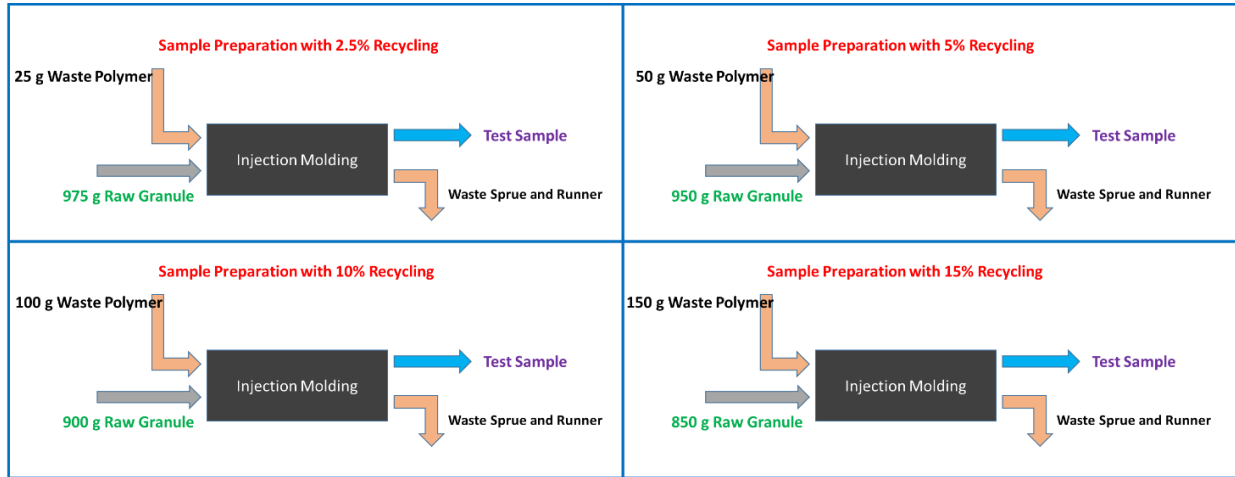 Sample Preparation with 2.5% Recycling
25 g Waste Polymer
Injection Molding
Test Sample
975 g Raw Granule
Waste Sprue and Runner
Sample Preparation with 5% Recycling
50 g Waste Polymer
Injection Molding
Test Sample
950 g Raw Granule
Waste Sprue and Runner
Sample Preparation with 10% Recycling
100 g Waste Polymer
Injection Molding
Test Sample
900 g Raw Granule
Waste Sprue and Runner
Sample Preparation with 15% Recycling
150 g Waste Polymer
Injection Molding
Test Sample
850 g Raw Granule
Waste Sprue and Runner